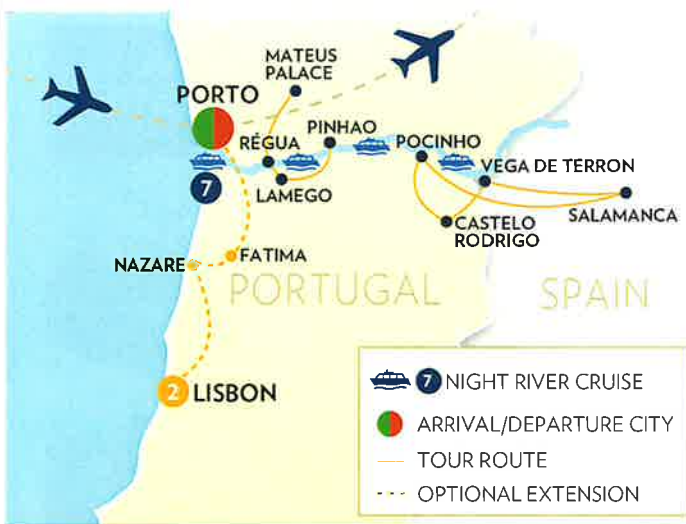 MATEUS
PALACE
PORTO
PINHAO
RÉGUA
POCINHO
VEGA DE TERRON
7
LAMEGO
SALAMANCA
CASTELO
RODRIGO
NAZARE
FATIMA
PORTUGAL
SPAIN
2 LISBON
7 NIGHT RIVER CRUISE
ARRIVAL/DEPARTURE CITY
TOUR ROUTE
OPTIONAL EXTENSION